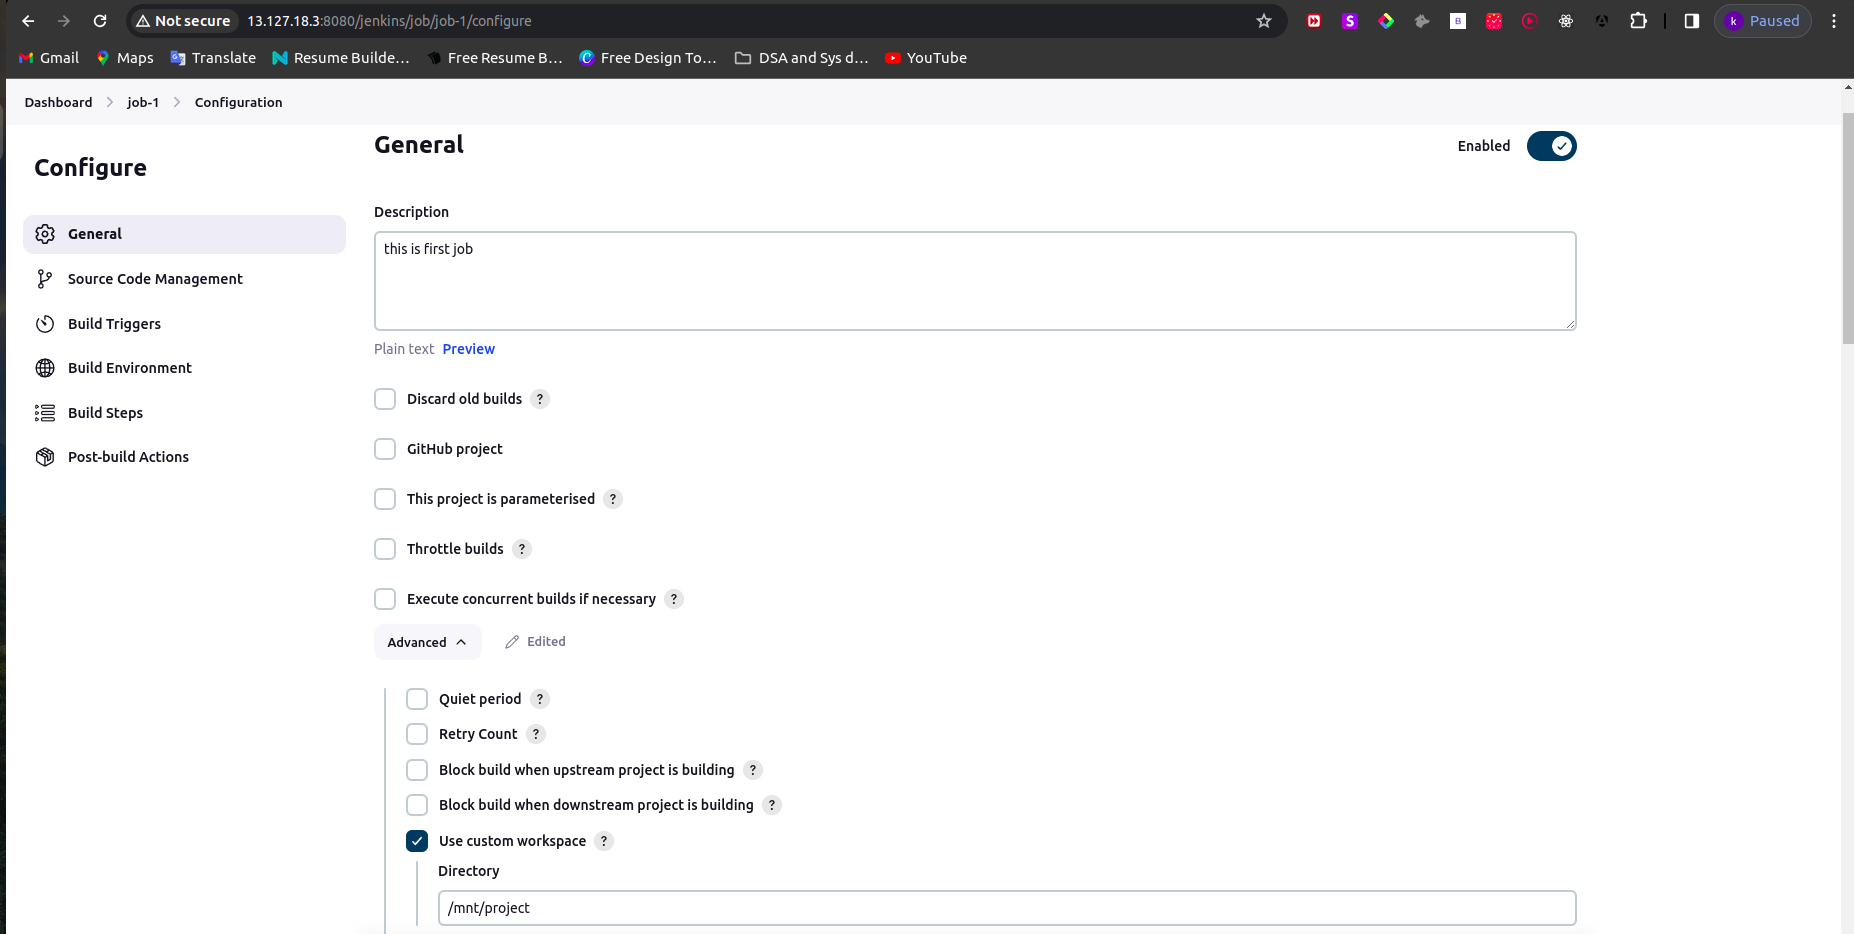 Not secure 13.127.18.3:8080/jenkins/job/job-1/configure S B k Paused
Gmail Maps Translate Resume Builde... Free Resume B... Free Design To... DSA and Sys d... YouTube
Dashboard job-1 Configuration
Configure
General
Source Code Management
Build Triggers
Build Environment
Build Steps
Post-build Actions
General
Enabled
Description
this is first job
Plain text Preview
Discard old builds ?
GitHub project
This project is parameterised ?
Throttle builds ?
Execute concurrent builds if necessary ?
Advanced Edited
Quiet period ?
Retry Count ?
Block build when upstream project is building ?
Block build when downstream project is building ?
Use custom workspace ?
Directory
/mnt/project